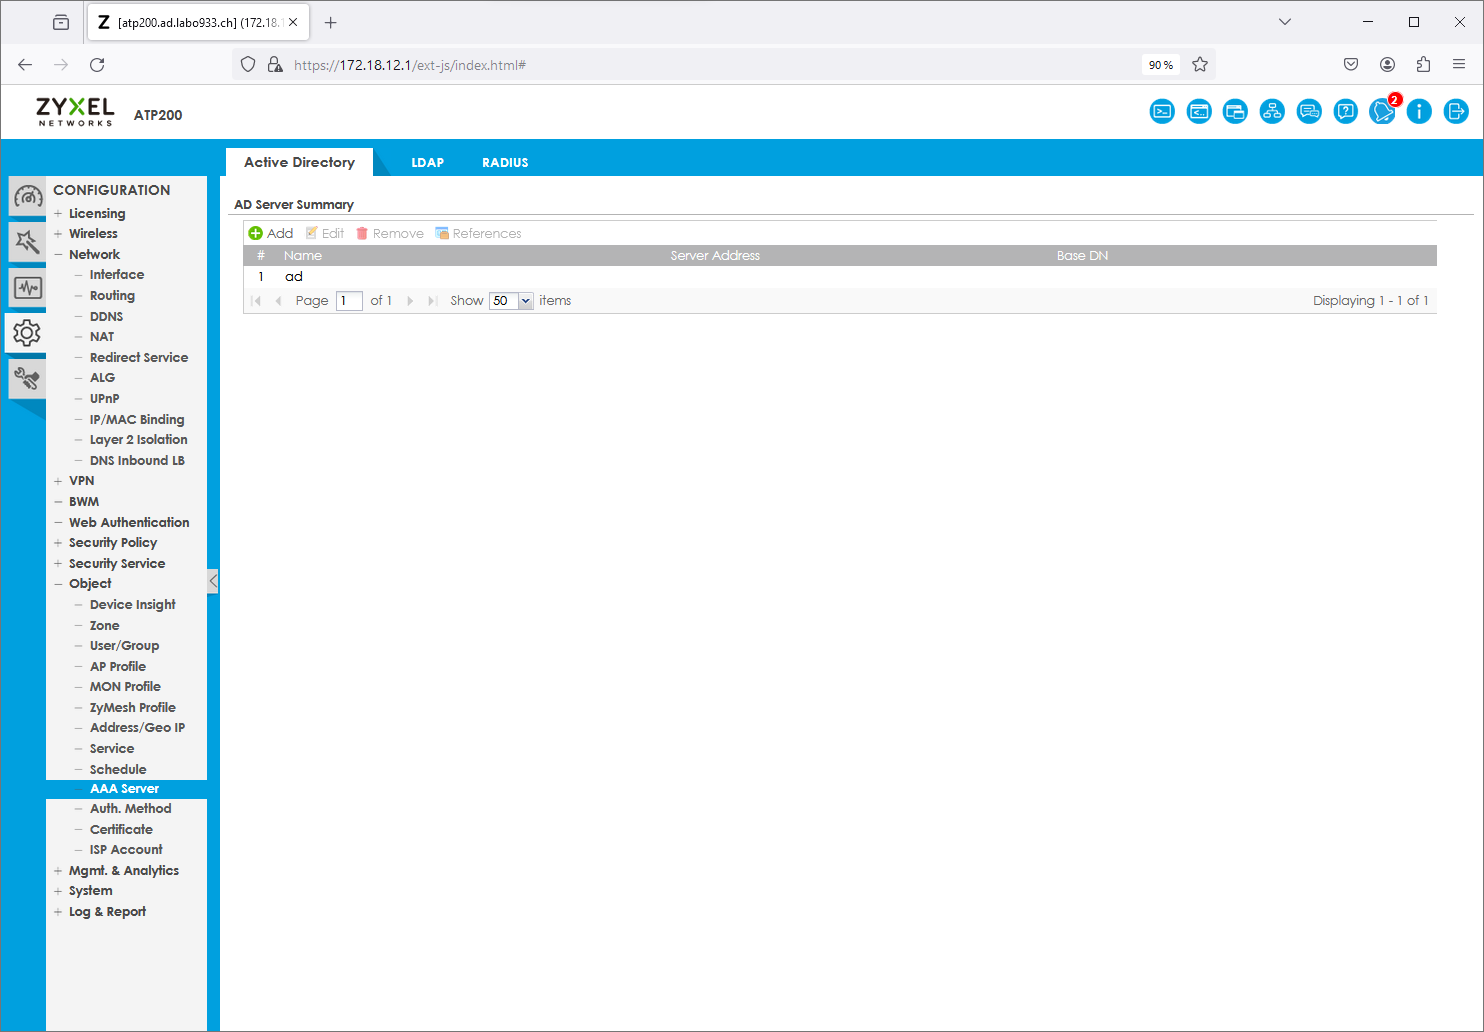 [atp200.ad.labo933.ch] (172.18.1
https://172.18.12.1/ext-js/index.html#
90 %
ZYXEL
NETWORKS
ATP200
2
Active Directory
LDAP
RADIUS
CONFIGURATION
Licensing
Wireless
Network
Interface
Routing
DDNS
NAT
Redirect Service
ALG
UPnP
IP/MAC Binding
Layer 2 Isolation
DNS Inbound LB
VPN
BWM
Web Authentication
Security Policy
Security Service
Object
Device Insight
Zone
User/Group
AP Profile
MON Profile
ZyMesh Profile
Address/Geo IP
Service
Schedule
AAA Server
Auth. Method
Certificate
ISP Account
Mgmt. & Analytics
System
Log & Report
AD Server Summary
Add Edit Remove References
# Name Server Address Base DN
1 ad
Page 1 of 1 Show 50 items Displaying 1 - 1 of 1